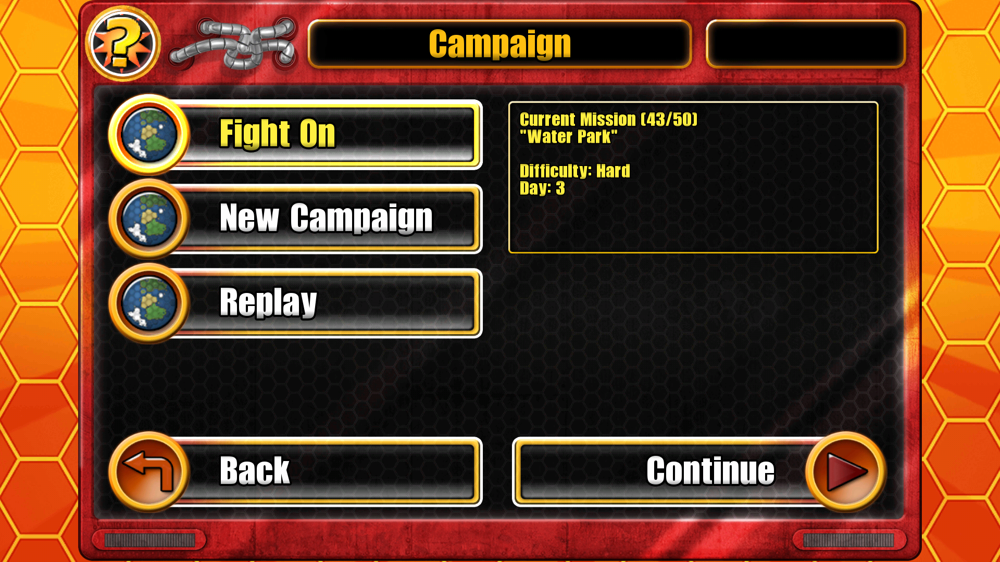 Campaign
Fight On
New Campaign
Replay
Current Mission (43/50)
"Water Park"
Difficulty: Hard
Day: 3
Back
Continue